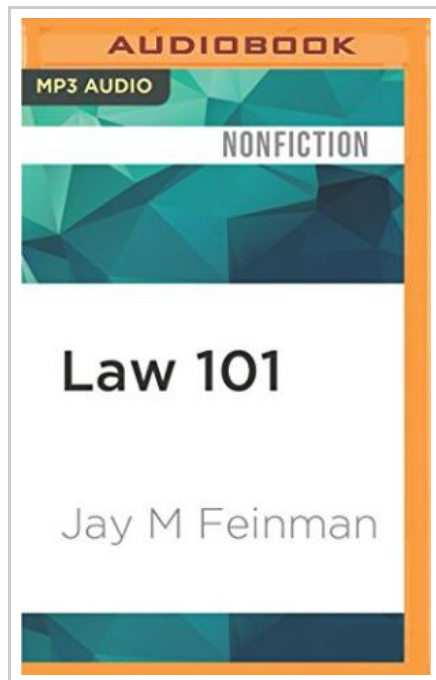 AUDIOBOOK
MP3 AUDIO
NONFICTION
Law 101
Jay M Feinman